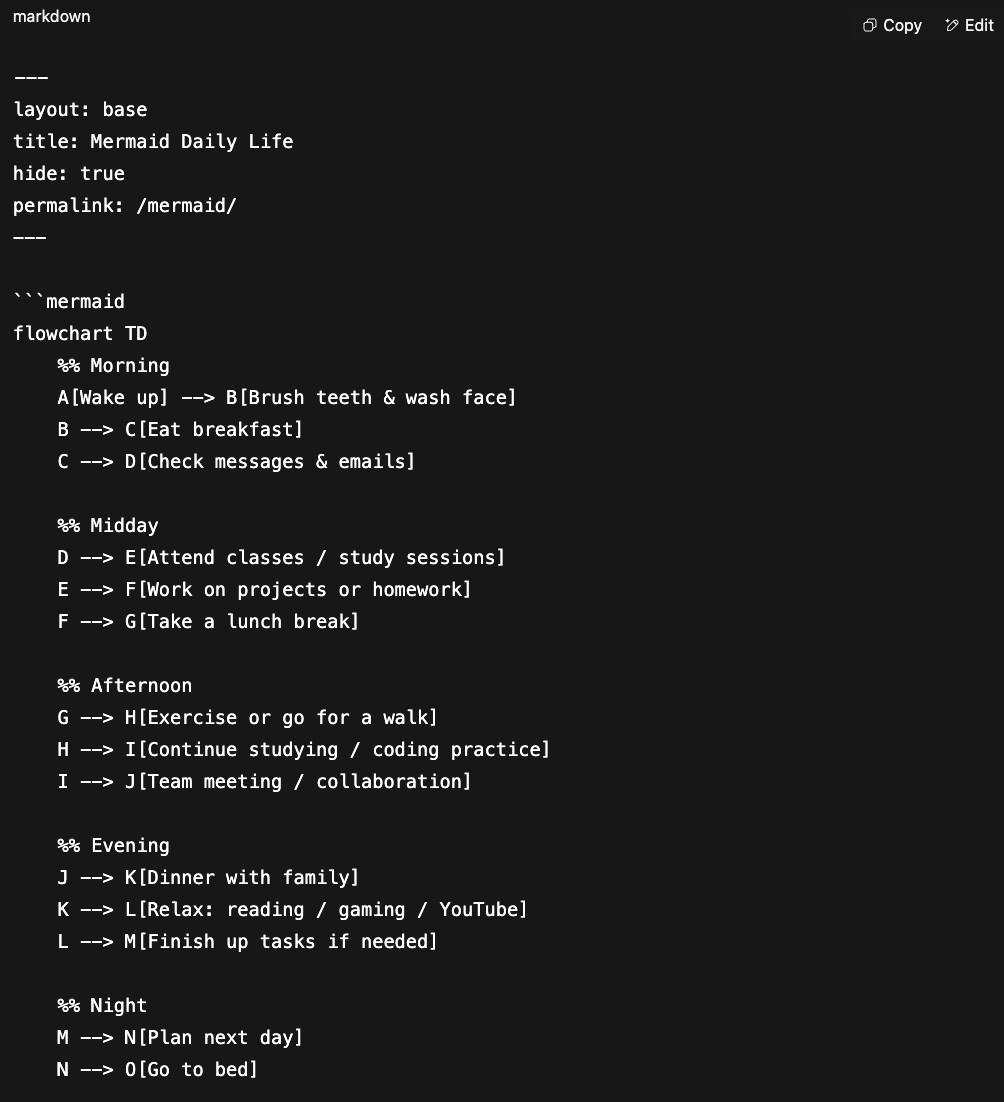 markdown
Copy
Edit
---
layout: base
title: Mermaid Daily Life
hide: true
permalink: /mermaid/
---

```mermaid
flowchart TD
    %% Morning
    A[Wake up] --> B[Brush teeth & wash face]
    B --> C[Eat breakfast]
    C --> D[Check messages & emails]

    %% Midday
    D --> E[Attend classes / study sessions]
    E --> F[Work on projects or homework]
    F --> G[Take a lunch break]

    %% Afternoon
    G --> H[Exercise or go for a walk]
    H --> I[Continue studying / coding practice]
    I --> J[Team meeting / collaboration]

    %% Evening
    J --> K[Dinner with family]
    K --> L[Relax: reading / gaming / YouTube]
    L --> M[Finish up tasks if needed]

    %% Night
    M --> N[Plan next day]
    N --> O[Go to bed]